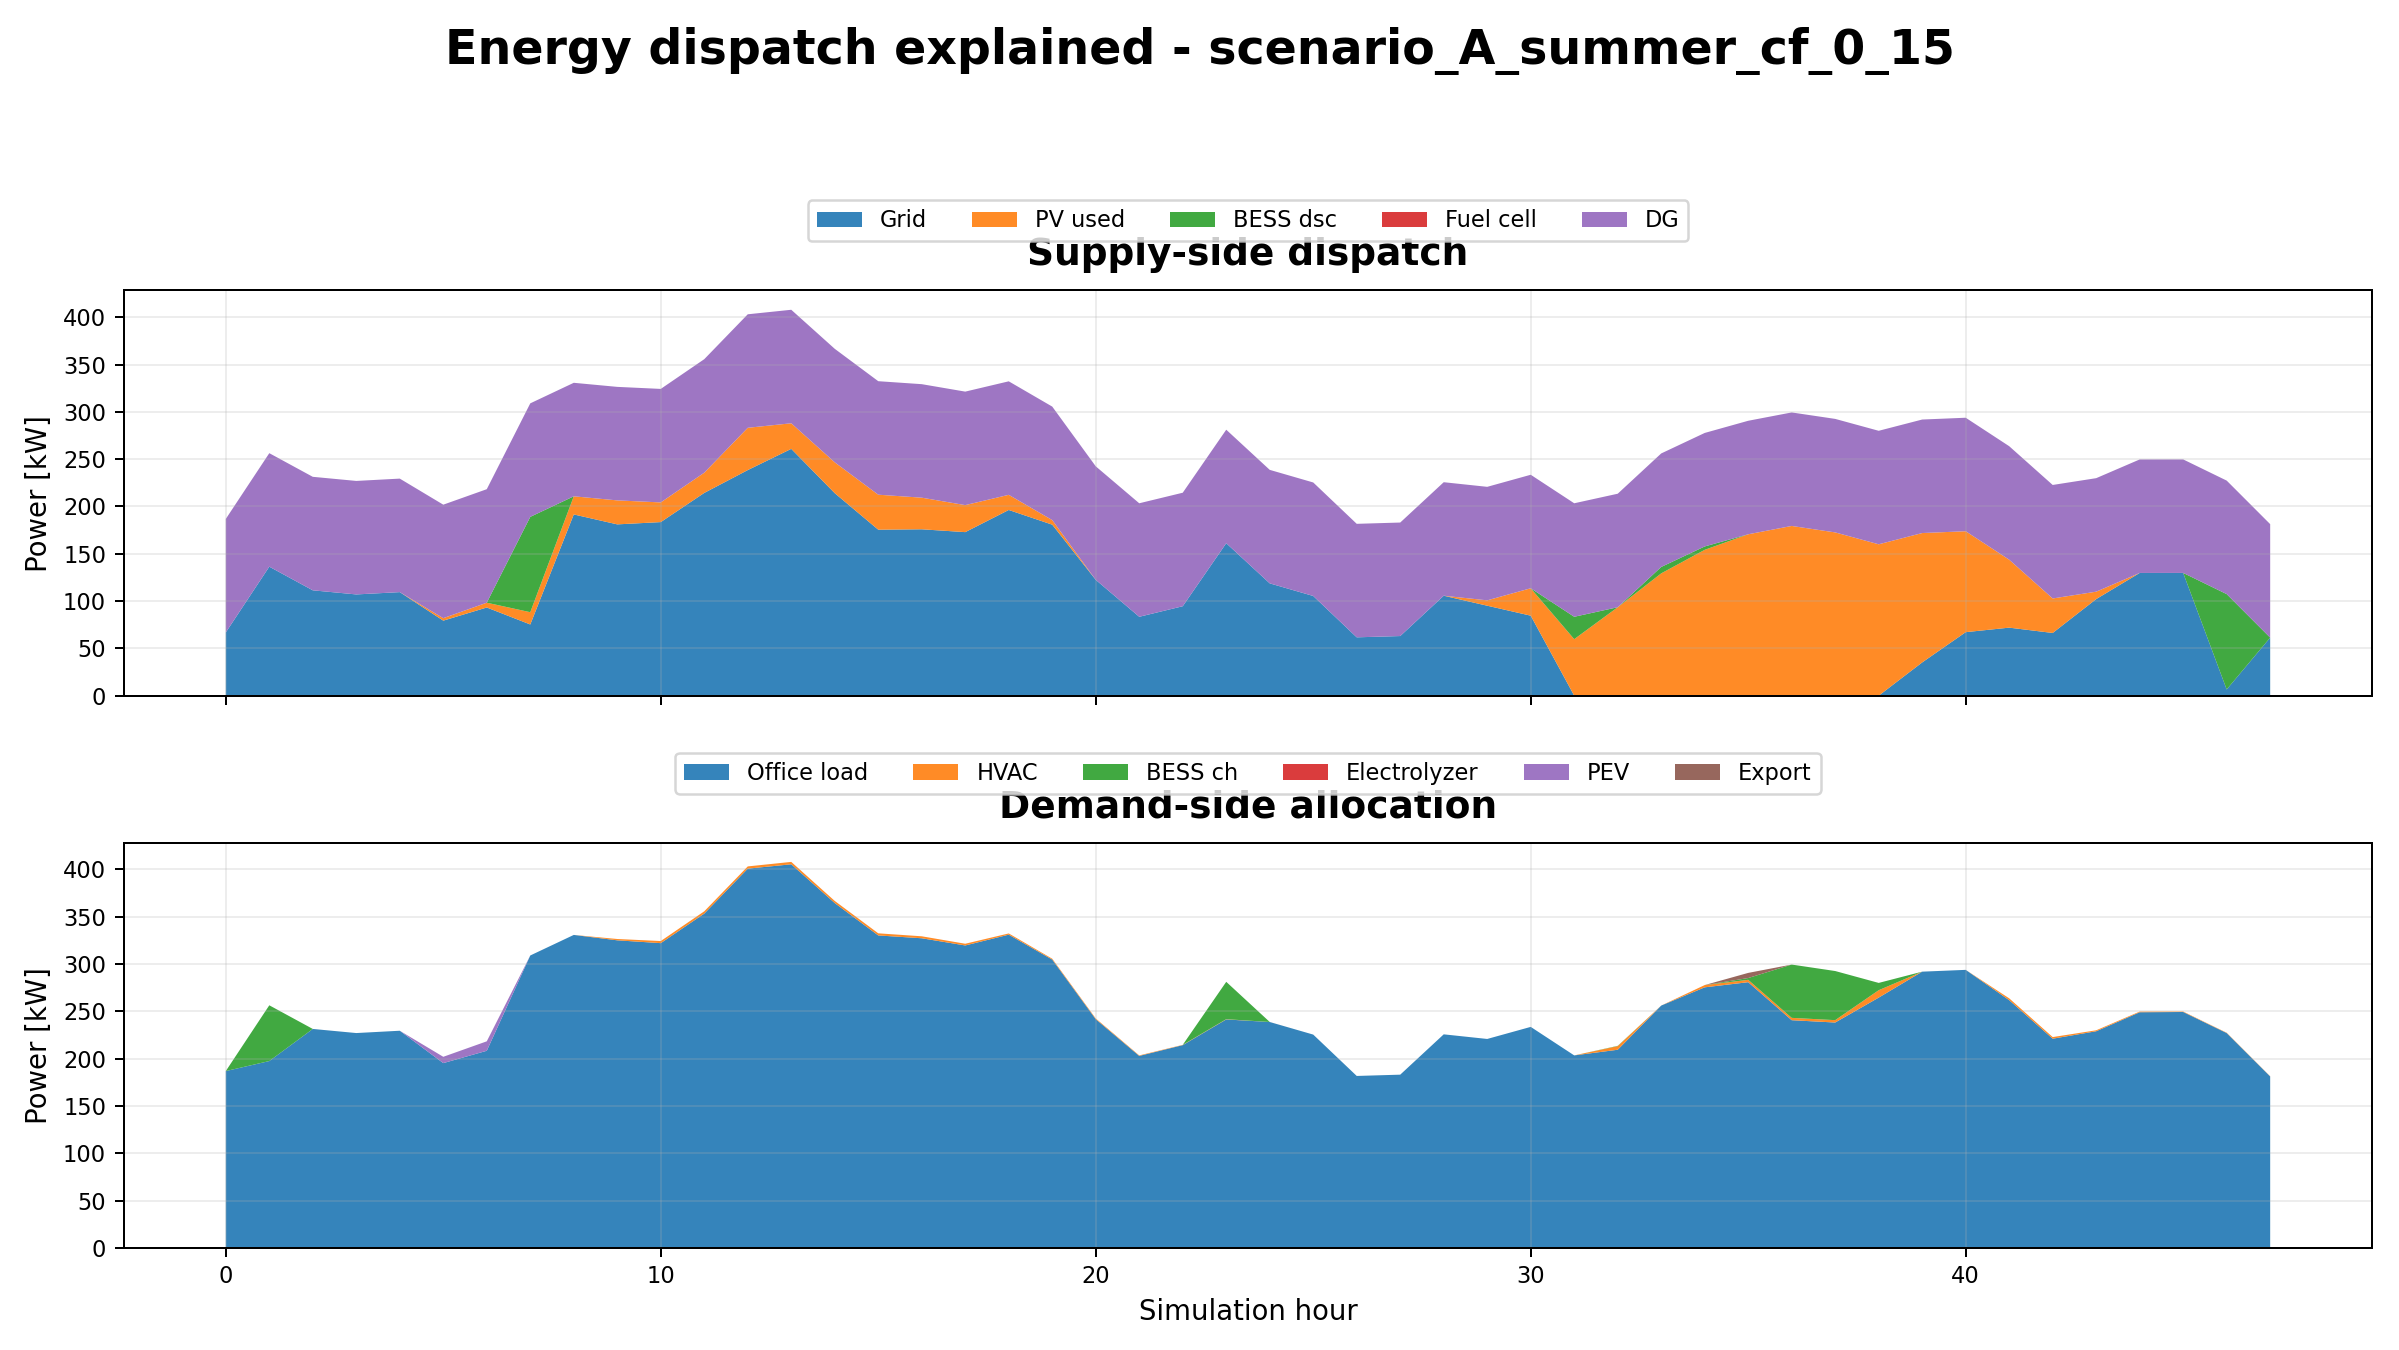 Energy dispatch explained - scenario_A_summer_cf_0_15
Grid PV used BESS dsc Fuel cell DG
Supply-side dispatch
400
350
300
250
200
150
100
50
0
Power [kW]
Office load HVAC BESS ch Electrolyzer PEV Export
Demand-side allocation
400
350
300
250
200
150
100
50
0
Power [kW]
0 10 20 30 40
Simulation hour